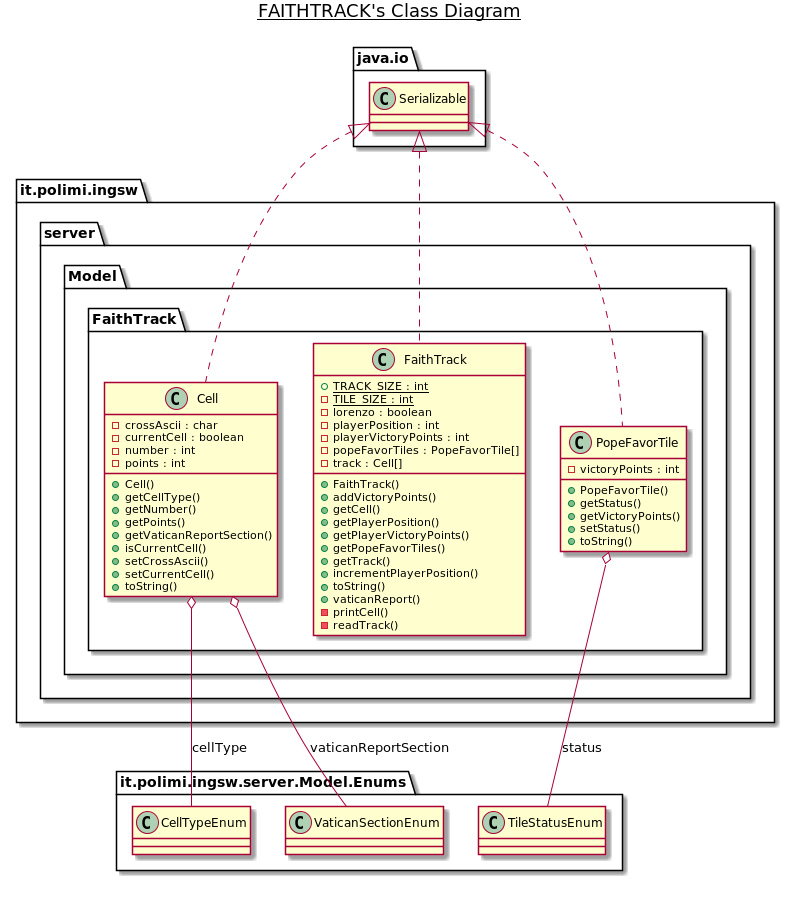 FAITHTRACK's Class Diagram
java.io
C Serializable
it.polimi.ingsw
server
Model
FaithTrack
C Cell
crossAscii : char
currentCell : boolean
number : int
points : int
Cell()
getCellType()
getNumber()
getPoints()
getVaticanReportSection()
isCurrentCell()
setCrossAscii()
setCurrentCell()
toString()
C FaithTrack
TRACK_SIZE : int
TILE_SIZE : int
lorenzo : boolean
playerPosition : int
playerVictoryPoints : int
popeFavorTiles : PopeFavorTile[]
track : Cell[]
FaithTrack()
addVictoryPoints()
getCell()
getPlayerPosition()
getPlayerVictoryPoints()
getPopeFavorTiles()
getTrack()
incrementPlayerPosition()
toString()
vaticanReport()
printCell()
readTrack()
C PopeFavorTile
victoryPoints : int
PopeFavorTile()
getStatus()
getVictoryPoints()
setStatus()
toString()
cellType
vaticanReportSection
status
it.polimi.ingsw.server.Model.Enums
C CellTypeEnum
C VaticanSectionEnum
C TileStatusEnum